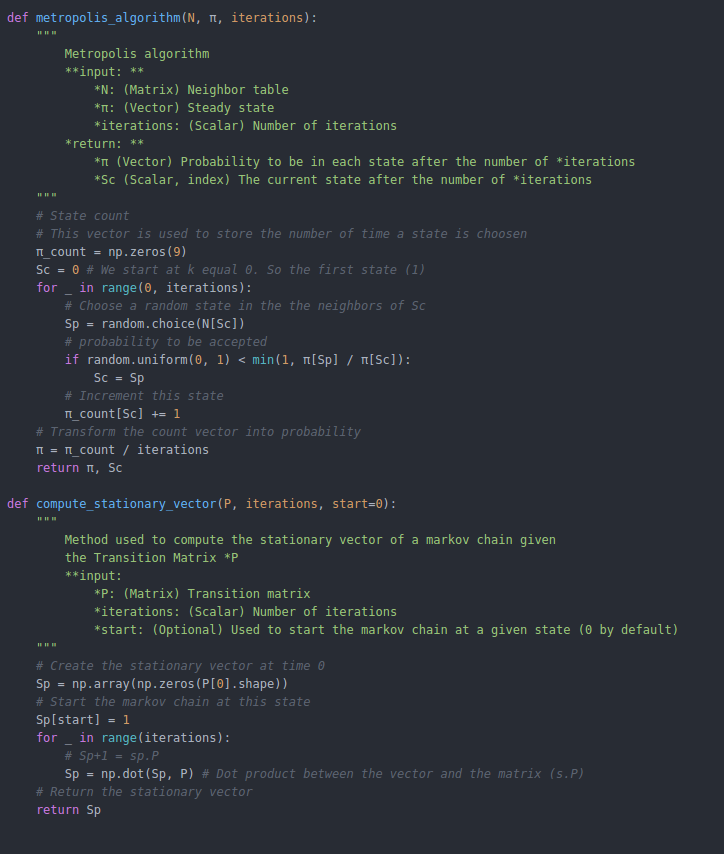 def metropolis_algorithm(N, π, iterations):
    """
        Metropolis algorithm
        **input: **
            *N: (Matrix) Neighbor table
            *π: (Vector) Steady state
            *iterations: (Scalar) Number of iterations
        *return: **
            *π (Vector) Probability to be in each state after the number of *iterations
            *Sc (Scalar, index) The current state after the number of *iterations
    """
    # State count
    # This vector is used to store the number of time a state is choosen
    π_count = np.zeros(9)
    Sc = 0 # We start at k equal 0. So the first state (1)
    for _ in range(0, iterations):
        # Choose a random state in the the neighbors of Sc
        Sp = random.choice(N[Sc])
        # probability to be accepted
        if random.uniform(0, 1) < min(1, π[Sp] / π[Sc]):
            Sc = Sp
        # Increment this state
        π_count[Sc] += 1
    # Transform the count vector into probability
    π = π_count / iterations
    return π, Sc

def compute_stationary_vector(P, iterations, start=0):
    """
        Method used to compute the stationary vector of a markov chain given
        the Transition Matrix *P
        **input:
            *P: (Matrix) Transition matrix
            *iterations: (Scalar) Number of iterations
            *start: (Optional) Used to start the markov chain at a given state (0 by default)
    """
    # Create the stationary vector at time 0
    Sp = np.array(np.zeros(P[0].shape))
    # Start the markov chain at this state
    Sp[start] = 1
    for _ in range(iterations):
        # Sp+1 = sp.P
        Sp = np.dot(Sp, P) # Dot product between the vector and the matrix (s.P)
    # Return the stationary vector
    return Sp